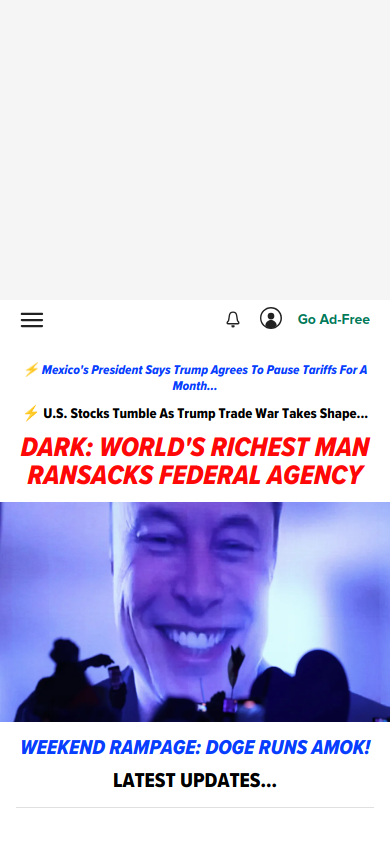 Go Ad-Free
⚡ Mexico's President Says Trump Agrees To Pause Tariffs For A
Month...
⚡ U.S. Stocks Tumble As Trump Trade War Takes Shape...
DARK: WORLD'S RICHEST MAN
RANSACKS FEDERAL AGENCY
WEEKEND RAMPAGE: DOGE RUNS AMOK!
LATEST UPDATES...